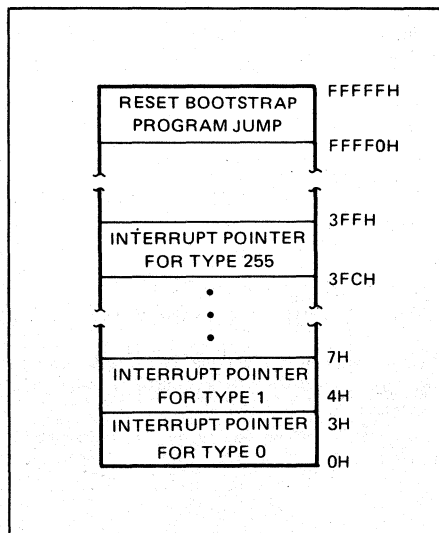 RESET BOOTSTRAP
PROGRAM JUMP
FFFFFH
FFFF0H
3FFH
INTERRUPT POINTER
FOR TYPE 255
3FCH
7H
INTERRUPT POINTER
FOR TYPE 1
4H
INTERRUPT POINTER
FOR TYPE 0
3H
0H